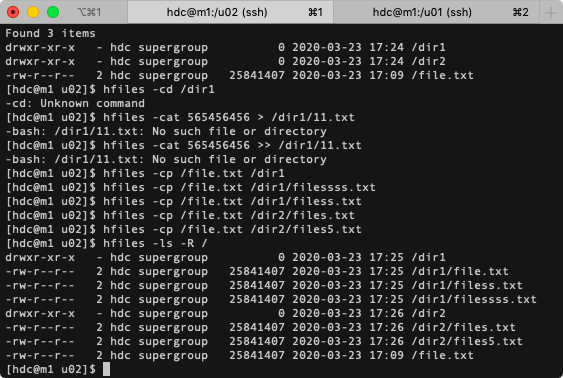 ⌥⌘1 hdc@m1:/u02 (ssh) ⌘1 hdc@m1:/u01 (ssh) ⌘2 +
Found 3 items
drwxr-xr-x   - hdc supergroup          0 2020-03-23 17:24 /dir1
drwxr-xr-x   - hdc supergroup          0 2020-03-23 17:24 /dir2
-rw-r--r--   2 hdc supergroup   25841407 2020-03-23 17:09 /file.txt
[hdc@m1 u02]$ hfiles -cd /dir1
-cd: Unknown command
[hdc@m1 u02]$ hfiles -cat 565456456 > /dir1/11.txt
-bash: /dir1/11.txt: No such file or directory
[hdc@m1 u02]$ hfiles -cat 565456456 >> /dir1/11.txt
-bash: /dir1/11.txt: No such file or directory
[hdc@m1 u02]$ hfiles -cp /file.txt /dir1
[hdc@m1 u02]$ hfiles -cp /file.txt /dir1/filessss.txt
[hdc@m1 u02]$ hfiles -cp /file.txt /dir1/filess.txt
[hdc@m1 u02]$ hfiles -cp /file.txt /dir2/files.txt
[hdc@m1 u02]$ hfiles -cp /file.txt /dir2/files5.txt
[hdc@m1 u02]$ hfiles -ls -R /
drwxr-xr-x   - hdc supergroup          0 2020-03-23 17:25 /dir1
-rw-r--r--   2 hdc supergroup   25841407 2020-03-23 17:25 /dir1/file.txt
-rw-r--r--   2 hdc supergroup   25841407 2020-03-23 17:25 /dir1/filess.txt
-rw-r--r--   2 hdc supergroup   25841407 2020-03-23 17:25 /dir1/filessss.txt
drwxr-xr-x   - hdc supergroup          0 2020-03-23 17:26 /dir2
-rw-r--r--   2 hdc supergroup   25841407 2020-03-23 17:26 /dir2/files.txt
-rw-r--r--   2 hdc supergroup   25841407 2020-03-23 17:26 /dir2/files5.txt
-rw-r--r--   2 hdc supergroup   25841407 2020-03-23 17:09 /file.txt
[hdc@m1 u02]$